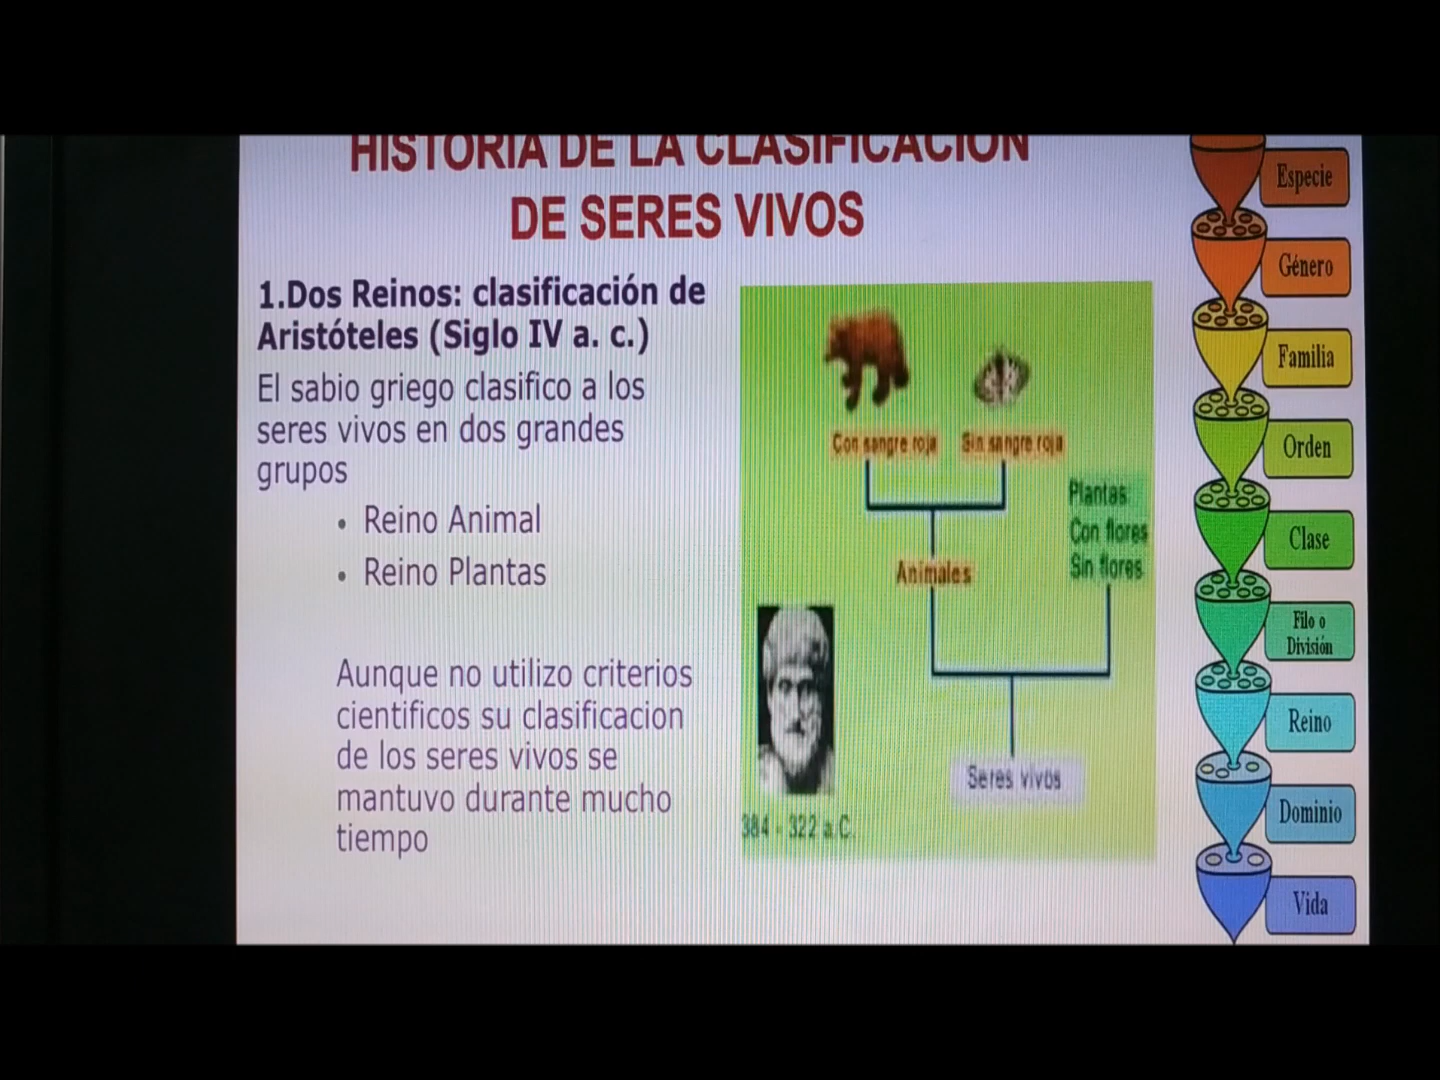 HISTORIA DE LA CLASIFICACIÓN
DE SERES VIVOS
1.Dos Reinos: clasificación de
Aristóteles (Siglo IV a. c.)
El sabio griego clasifico a los
seres vivos en dos grandes
grupos
• Reino Animal
• Reino Plantas
Aunque no utilizo criterios
cientificos su clasificacion
de los seres vivos se
mantuvo durante mucho
tiempo
Con sangre roja
Sin sangre roja
Plantas
Con flores
Sin flores
Animales
Seres vivos
384 - 322 a.C.
Especie
Género
Familia
Orden
Clase
Filo o
División
Reino
Dominio
Vida